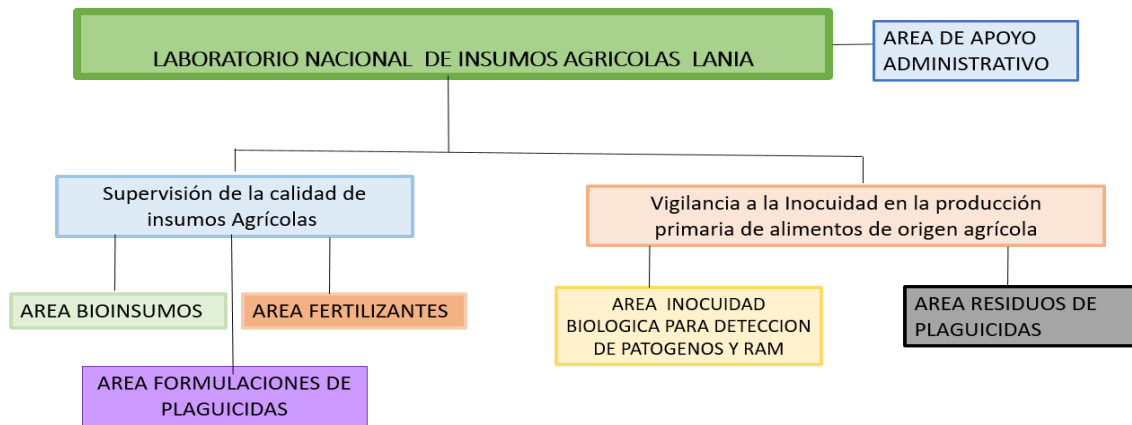 LABORATORIO NACIONAL DE INSUMOS AGRICOLAS LANIA
AREA DE APOYO
ADMINISTRATIVO
Supervisión de la calidad de
insumos Agrícolas
Vigilancia a la Inocuidad en la producción
primaria de alimentos de origen agrícola
AREA BIOINSUMOS
AREA FERTILIZANTES
AREA INOCUIDAD
BIOLOGICA PARA DETECCION
DE PATOGENOS Y RAM
AREA RESIDUOS DE
PLAGUICIDAS
AREA FORMULACIONES DE
PLAGUICIDAS